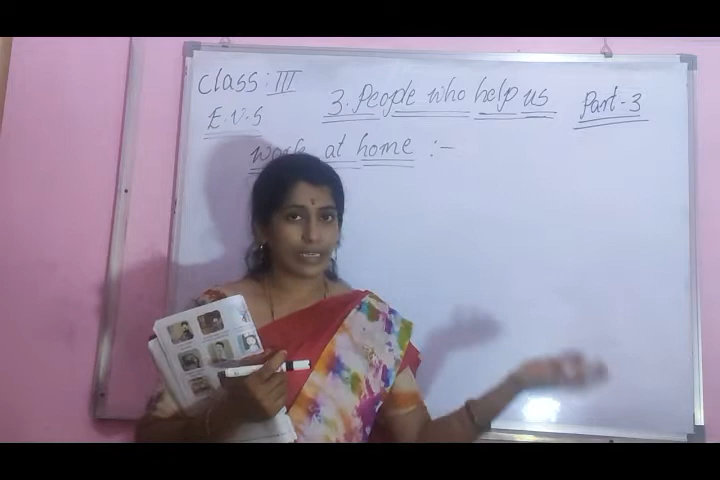 Class: III
3. People who help us
Part-3
E.V.S
Work at home :-